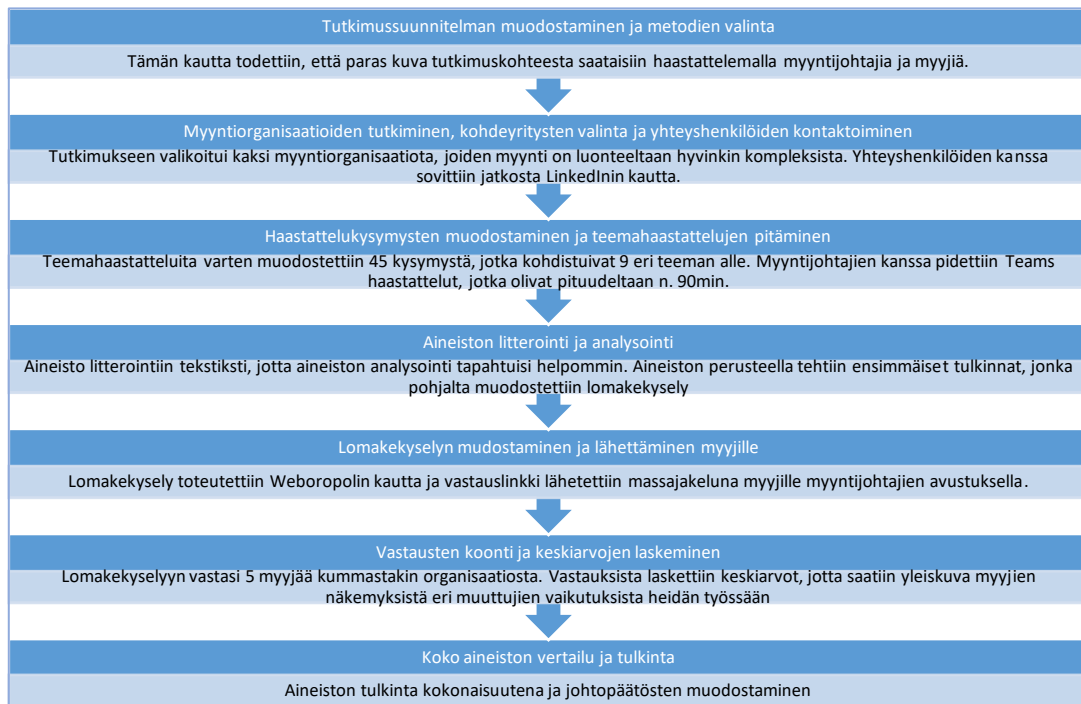 Tutkimussuunnitelman muodostaminen ja metodien valinta
Tämän kautta todettiin, että paras kuva tutkimuskohteesta saataisiin haastattelemalla myyntijohtajia ja myyjiä.
Myyntiorganisaatioiden tutkiminen, kohdeyritysten valinta ja yhteyshenkilöiden kontaktoiminen
Tutkimukseen valikoitui kaksi myyntiorganisaatiota, joiden myynti on luonteeltaan hyvinkin kompleksista. Yhteyshenkilöiden kanssa
sovittiin jatkosta LinkedInin kautta.
Haastattelukysymysten muodostaminen ja teemahaastattelujen pitäminen
Teemahaastatteluita varten muodostettiin 45 kysymystä, jotka kohdistuivat 9 eri teeman alle. Myyntijohtajien kanssa pidettiin Teams
haastattelut, jotka olivat pituudeltaan n. 90min.
Aineiston litterointi ja analysointi
Aineisto litterointiin tekstiksti, jotta aineiston analysointi tapahtuisi helpommin. Aineiston perusteella tehtiin ensimmäiset tulkinnat, jonka
pohjalta muodostettiin lomakekysely
Lomakekyselyn mudostaminen ja lähettäminen myyjille
Lomakekysely toteutettiin Weboropolin kautta ja vastauslinkki lähetettiin massajakeluna myyjille myyntijohtajien avustuksella.
Vastausten koonti ja keskiarvojen laskeminen
Lomakekyselyyn vastasi 5 myyjää kummastakin organisaatiosta. Vastauksista laskettiin keskiarvot, jotta saatiin yleiskuva myyjien
näkemyksistä eri muuttujien vaikutuksista heidän työssään
Koko aineiston vertailu ja tulkinta
Aineiston tulkinta kokonaisuutena ja johtopäätösten muodostaminen